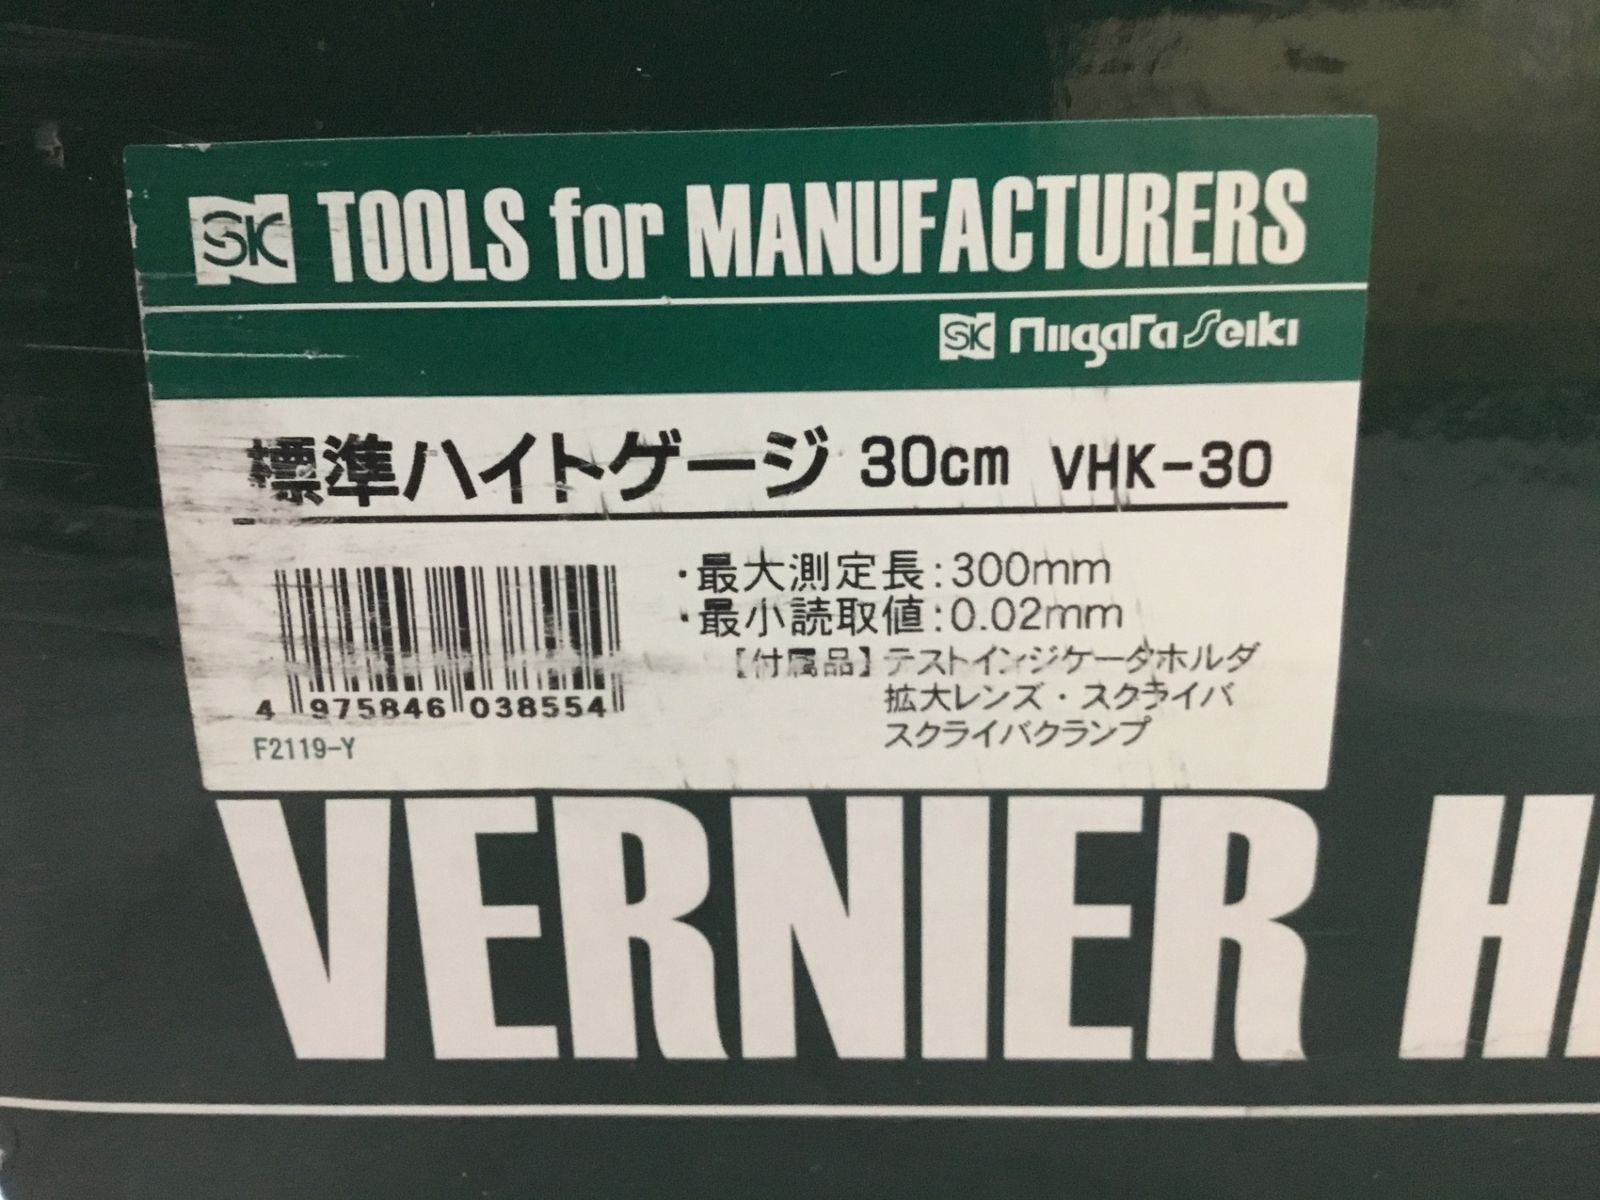 SK TOOLS for MANUFACTURERS
SK niigata Seiki
標準ハイトゲージ 30cm VHK-30
・最大測定長:300mm
・最小読取値:0.02mm
【付属品】テストインジケータホルダ
拡大レンズ・スクライバ
スクライバクランプ
4 975846 038554
F2119-Y
VERNIER H